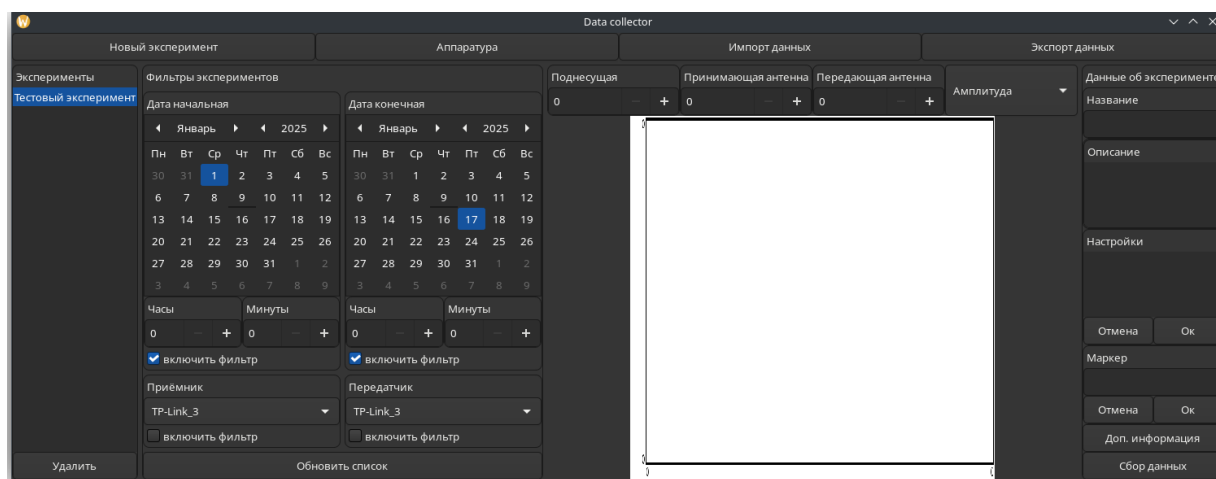 Data collector
Новый эксперимент Аппаратура Импорт данных Экспорт данных
Эксперименты
Тестовый эксперимент
Удалить
Фильтры экспериментов
Дата начальная
Январь 2025
Пн Вт Ср Чт Пт Сб Вс
30 31 1 2 3 4 5
6 7 8 9 10 11 12
13 14 15 16 17 18 19
20 21 22 23 24 25 26
27 28 29 30 31 1 2
3 4 5 6 7 8 9
Часы Минуты
0 − + 0 − +
включить фильтр
Дата конечная
Январь 2025
Пн Вт Ср Чт Пт Сб Вс
30 31 1 2 3 4 5
6 7 8 9 10 11 12
13 14 15 16 17 18 19
20 21 22 23 24 25 26
27 28 29 30 31 1 2
3 4 5 6 7 8 9
Часы Минуты
0 − + 0 − +
включить фильтр
Приёмник
TP-Link_3
включить фильтр
Передатчик
TP-Link_3
включить фильтр
Обновить список
Поднесущая Принимающая антенна Передающая антенна
0 − + 0 − + 0 − +
Амплитуда
0
0
0 0
Данные об эксперименте
Название
Описание
Настройки
Отмена Ок
Маркер
Отмена Ок
Доп. информация
Сбор данных